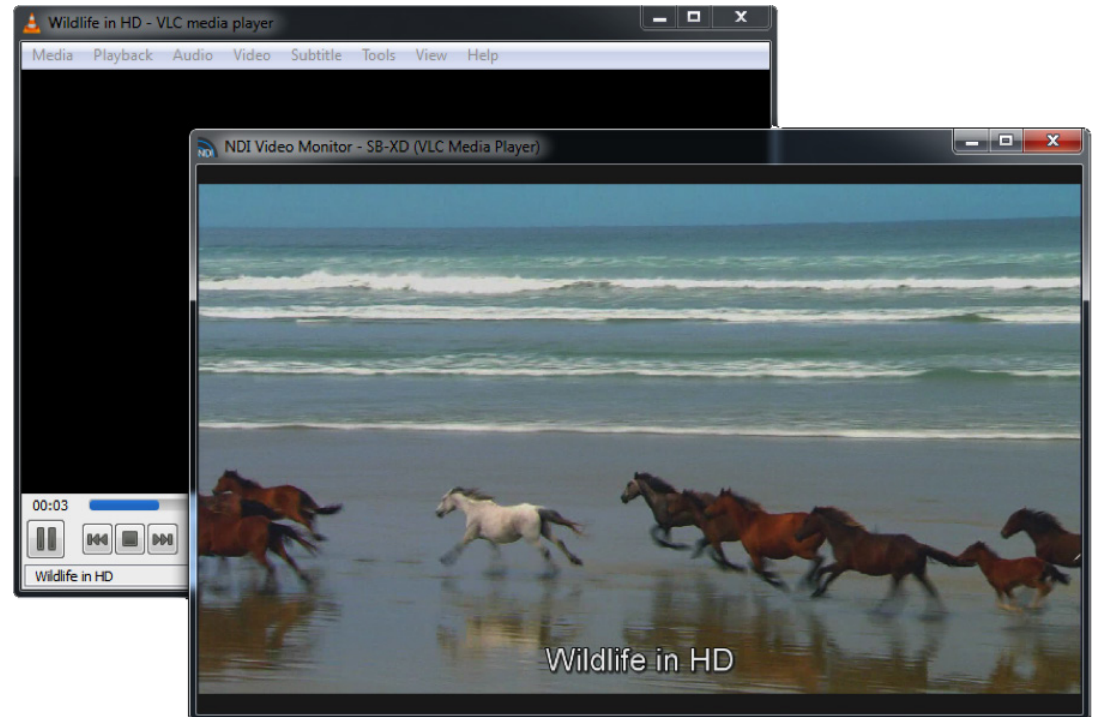 Wildlife in HD - VLC media player
Media Playback Audio Video Subtitle Tools View Help
NDI NDI Video Monitor - SB-XD (VLC Media Player)
00:03
Wildlife in HD
Wildlife in HD